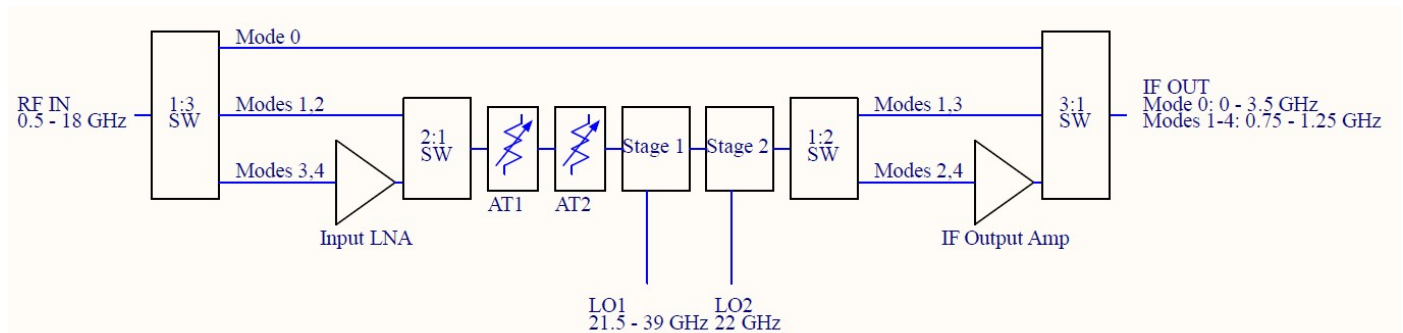 Mode 0
RF IN
0.5 - 18 GHz
1:3
SW
Modes 1,2
Modes 3,4
Input LNA
2:1
SW
AT1
AT2
Stage 1
Stage 2
LO1
21.5 - 39 GHz
LO2
22 GHz
1:2
SW
Modes 1,3
Modes 2,4
IF Output Amp
3:1
SW
IF OUT
Mode 0: 0 - 3.5 GHz
Modes 1-4: 0.75 - 1.25 GHz